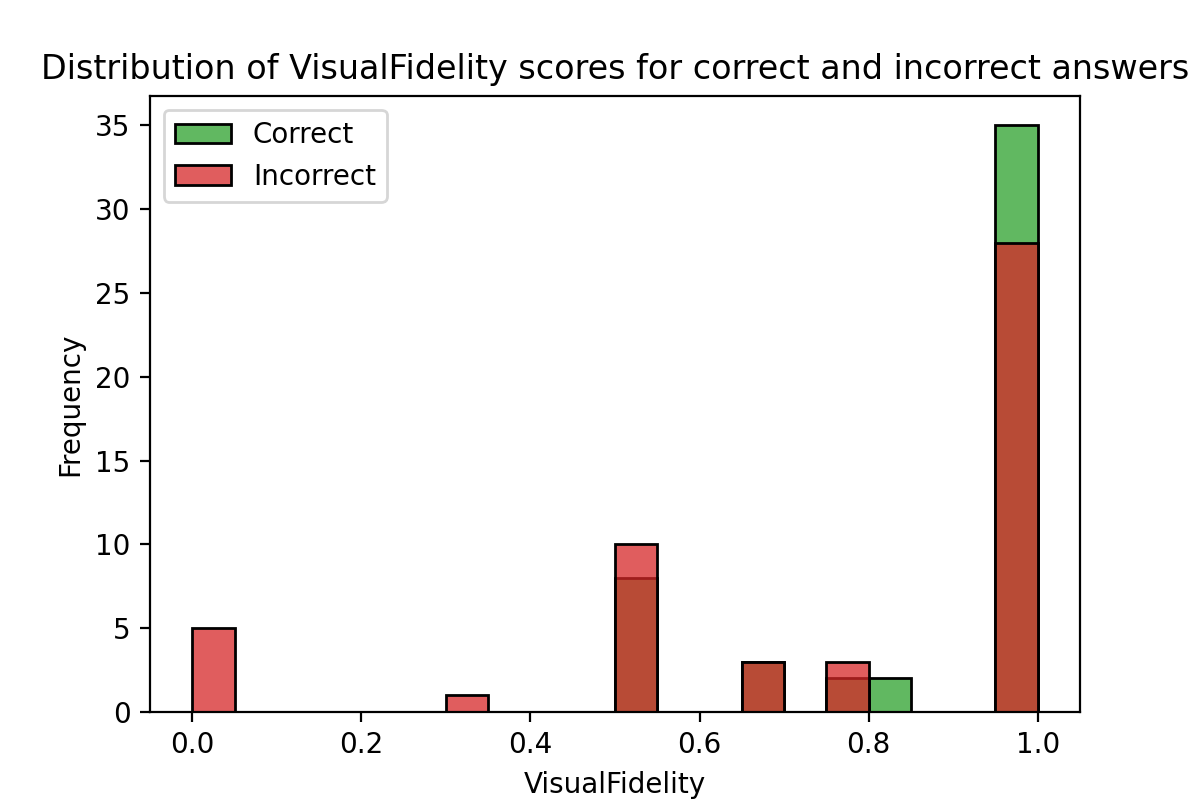 Distribution of VisualFidelity scores for correct and incorrect answers
Correct
Incorrect
Frequency
35
30
25
20
15
10
5
0
0.0 0.2 0.4 0.6 0.8 1.0
VisualFidelity